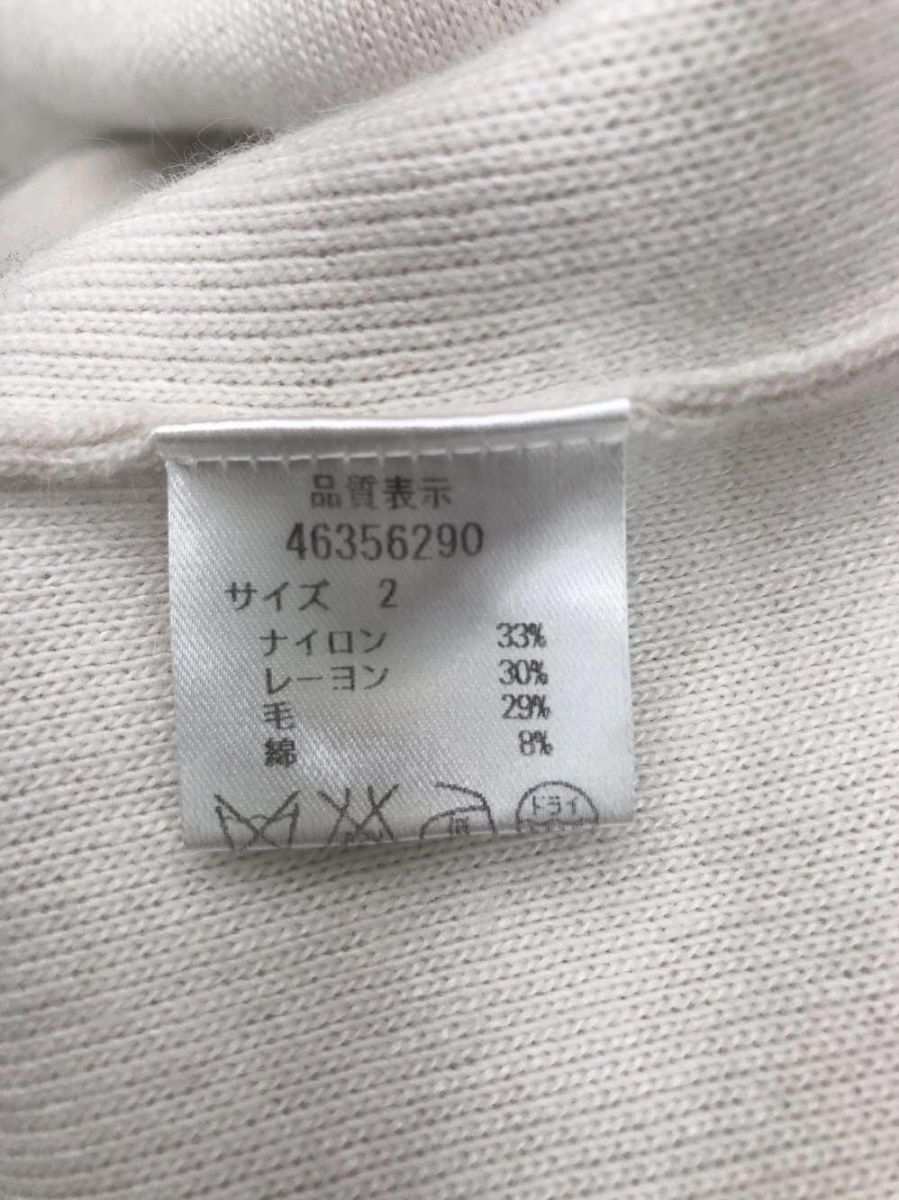 品質表示
46356290
サイズ 2
ナイロン 33%
レーヨン 30%
毛 29%
綿 8%
低 ドライ